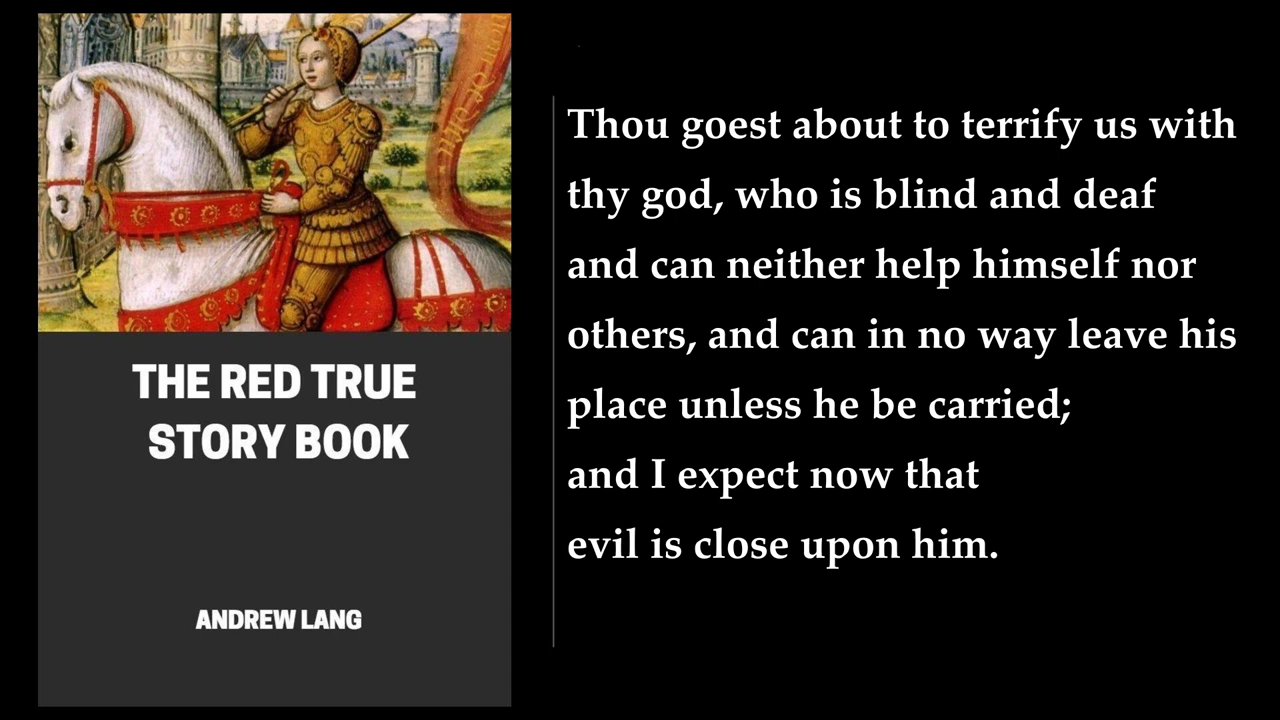 THE RED TRUE
STORY BOOK
ANDREW LANG
Thou goest about to terrify us with
thy god, who is blind and deaf
and can neither help himself nor
others, and can in no way leave his
place unless he be carried;
and I expect now that
evil is close upon him.